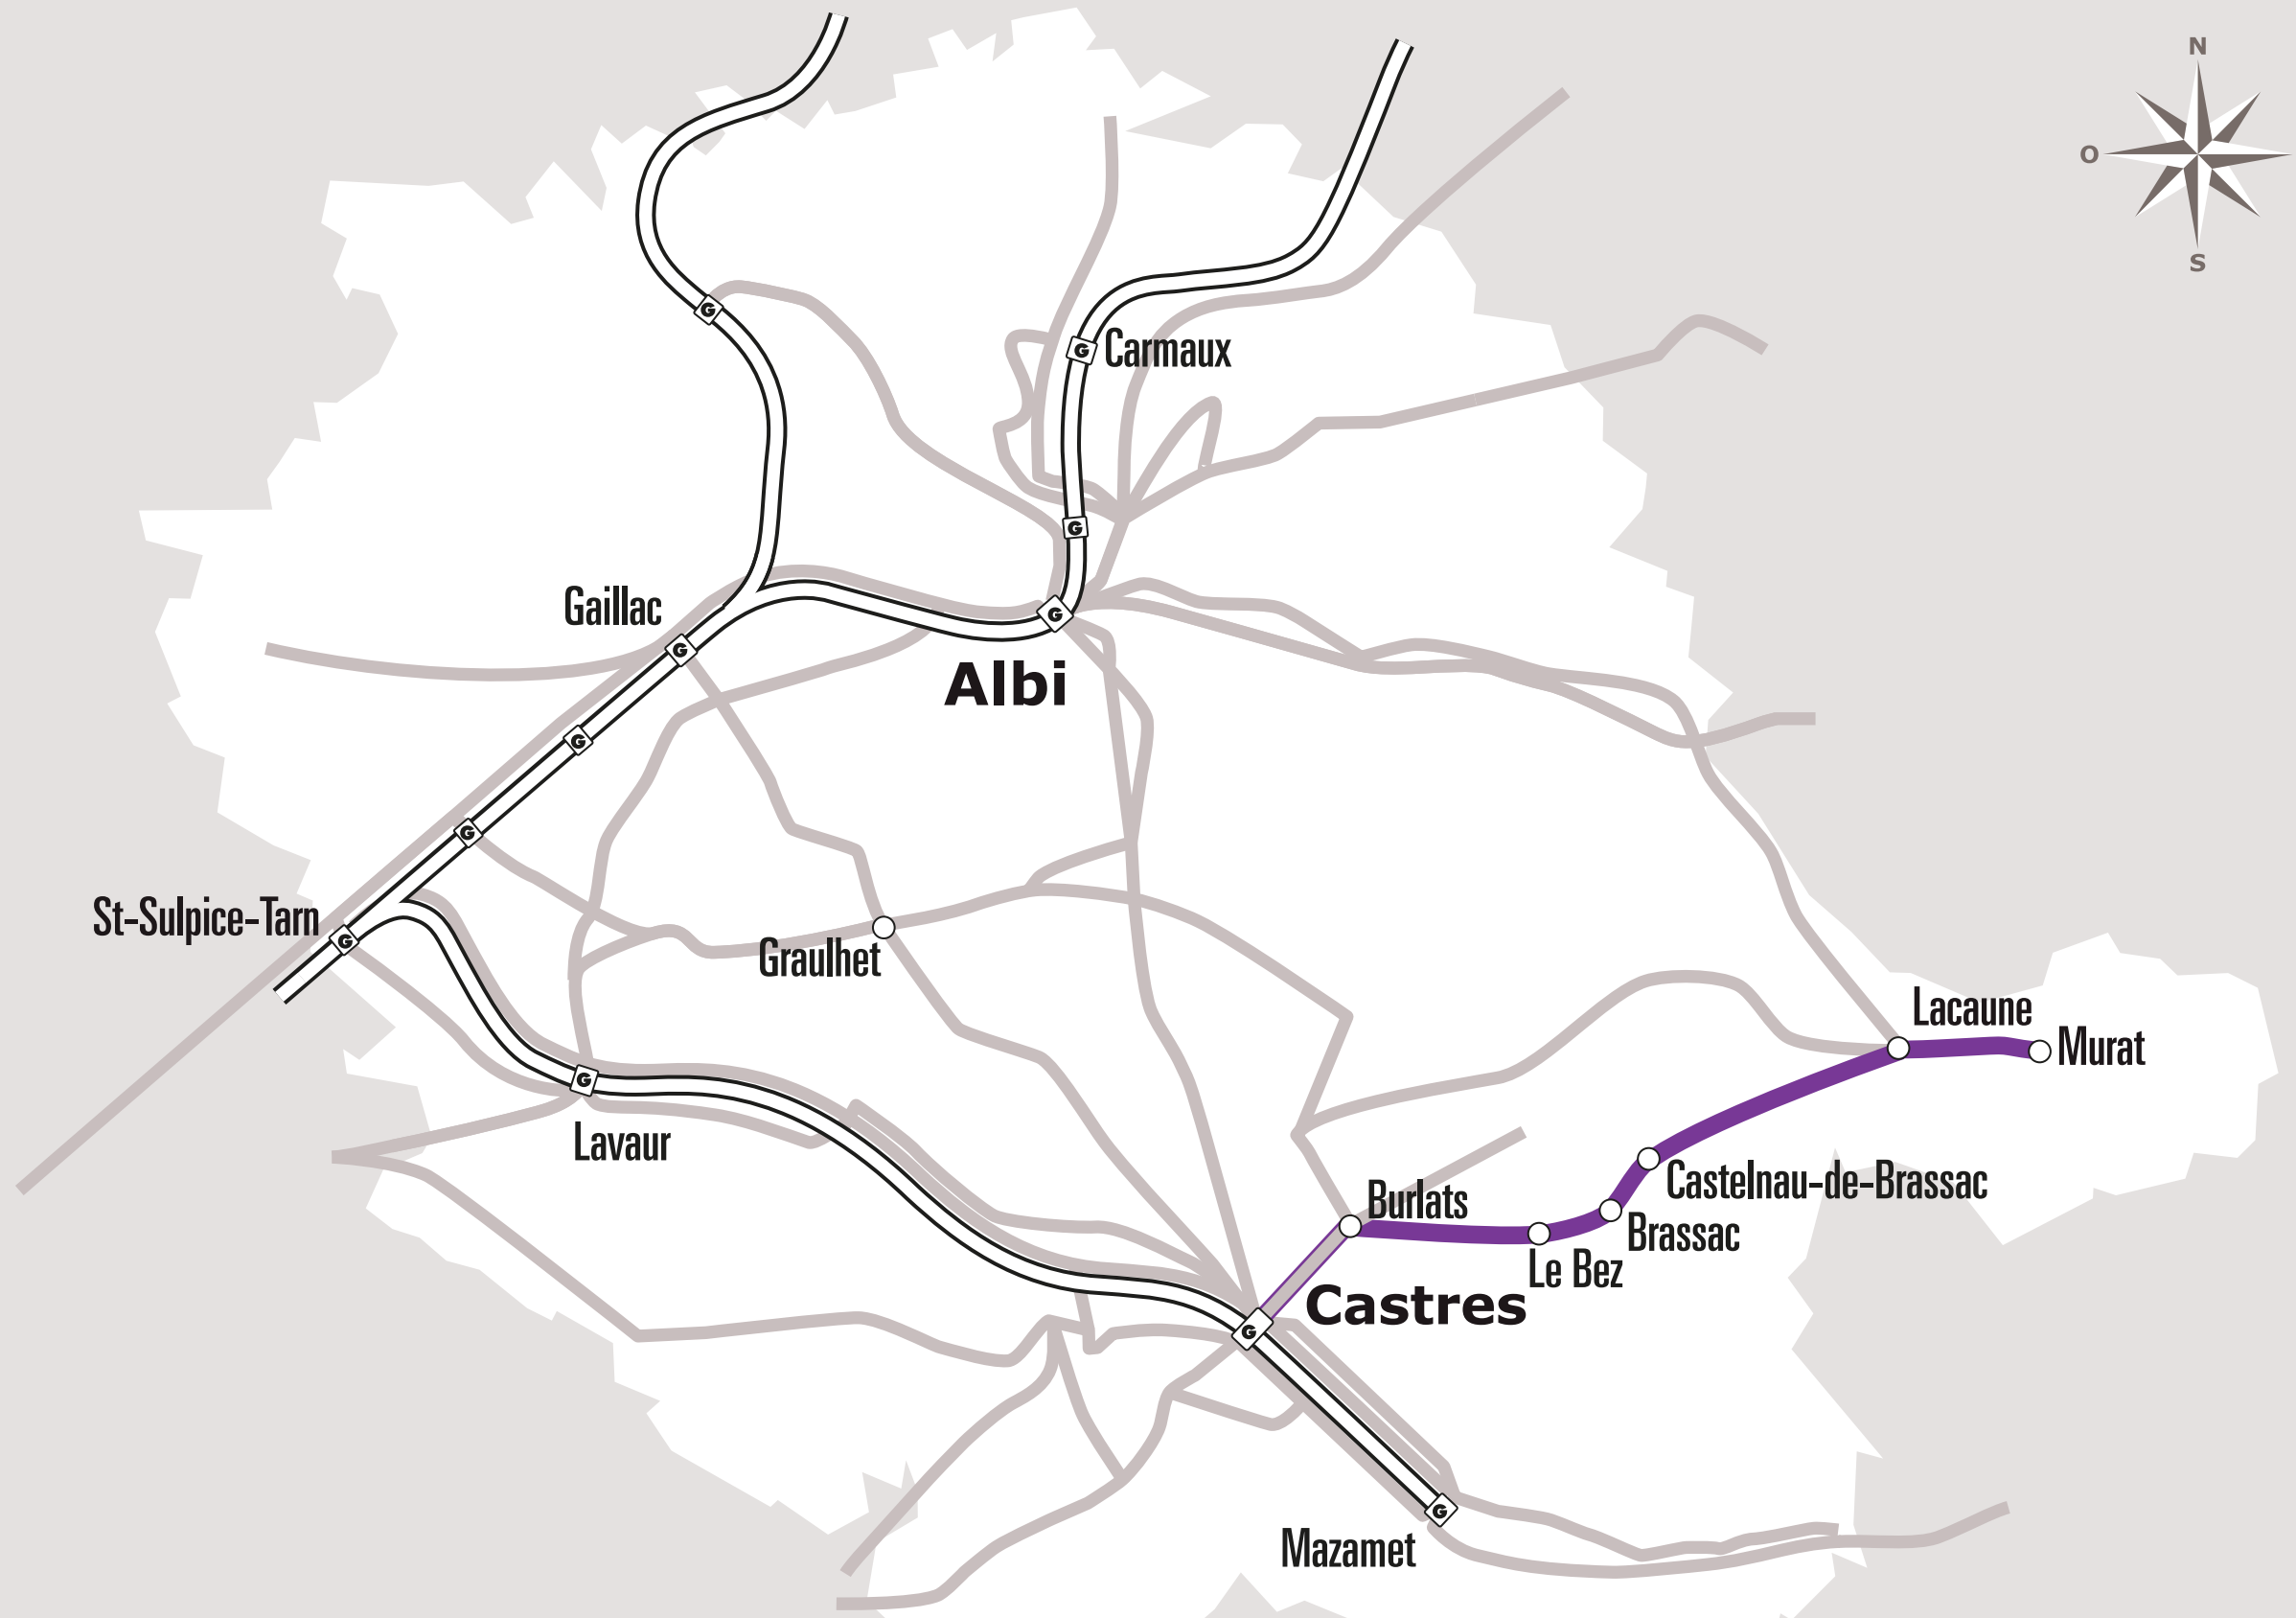 N
O
S
G
Carmaux
G
G
Gaillac
G
G
Albi
G
G
St-Sulpice-Tarn
G
Graulhet
Lacaune
Murat
G
Lavaur
Castelnau-de-Brassac
Burlats
Brassac
Le Bez
Castres
G
G
Mazamet